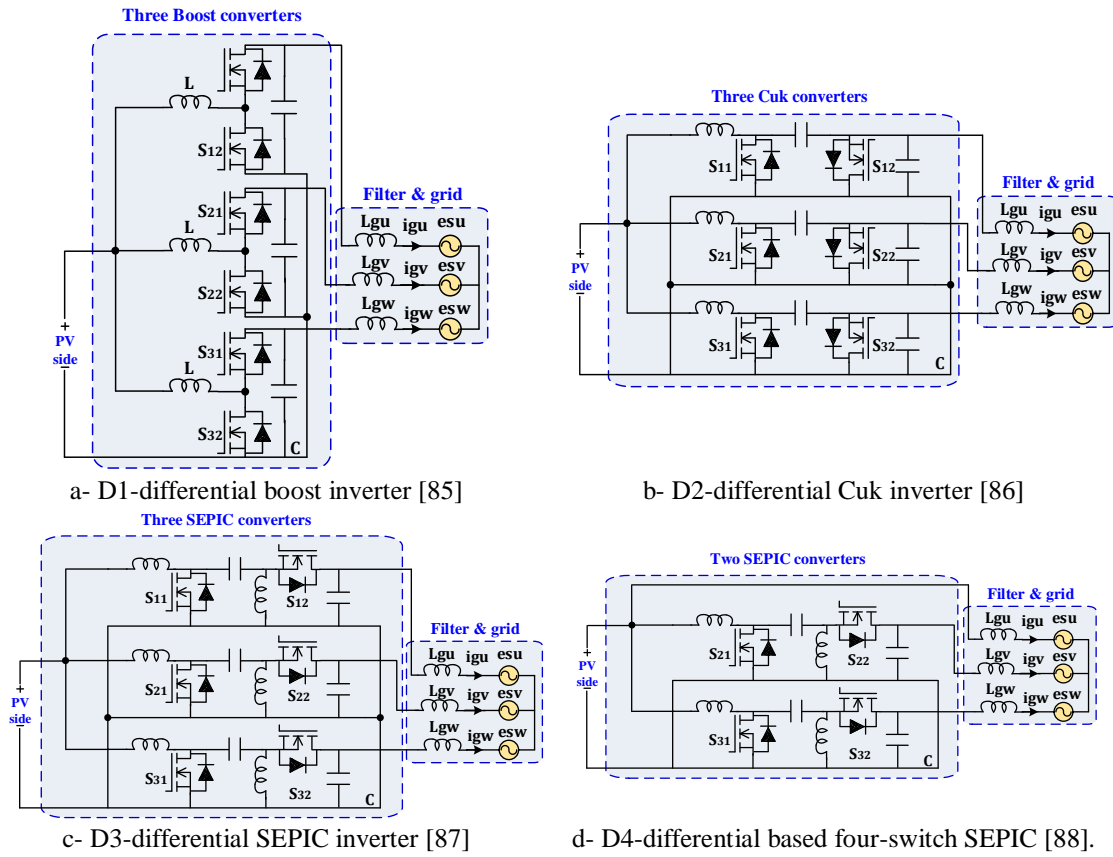 Three Boost converters
L
S12
S21
L
S22
S31
L
S32
C
+
PV
side
Filter & grid
Lgu igu esu
Lgv igv esv
Lgw igw esw
a- D1-differential boost inverter [85]
Three Cuk converters
S11
S12
S21
S22
S31
S32
C
+
PV
side
Filter & grid
Lgu igu esu
Lgv igv esv
Lgw igw esw
b- D2-differential Cuk inverter [86]
Three SEPIC converters
S11
S12
S21
S22
S31
S32
C
+
PV
side
Filter & grid
Lgu igu esu
Lgv igv esv
Lgw igw esw
c- D3-differential SEPIC inverter [87]
Two SEPIC converters
S21
S22
S31
S32
C
+
PV
side
Filter & grid
Lgu igu esu
Lgv igv esv
Lgw igw esw
d- D4-differential based four-switch SEPIC [88].